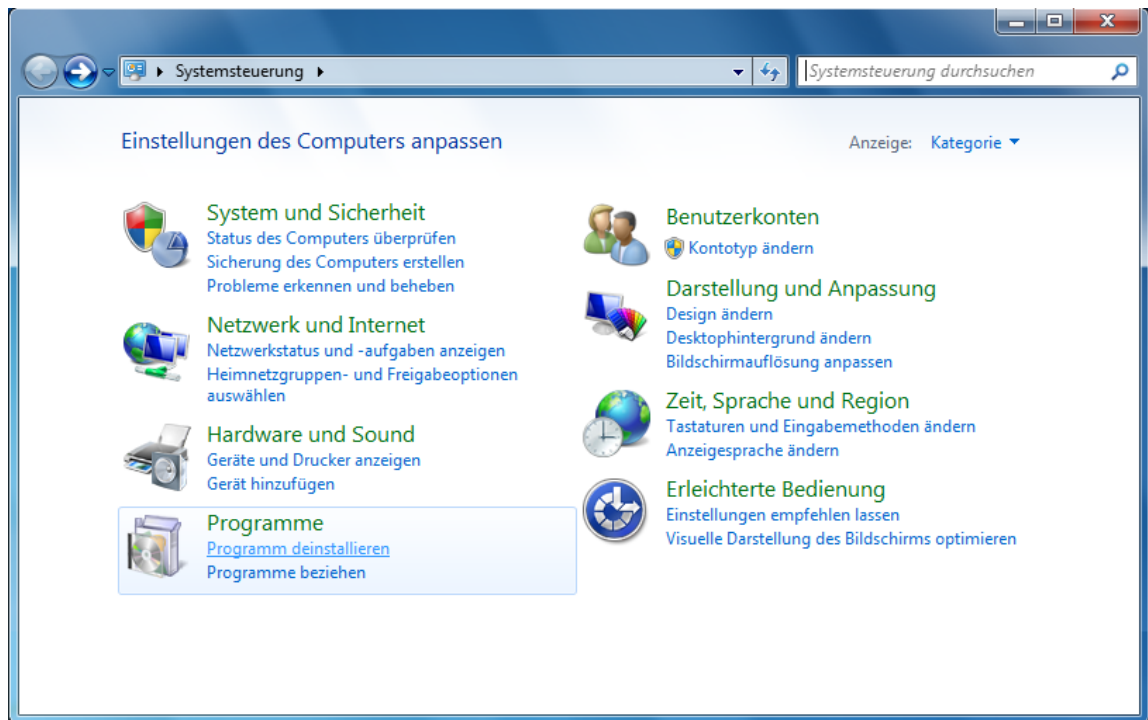 Systemsteuerung
Systemsteuerung durchsuchen
Einstellungen des Computers anpassen
Anzeige: Kategorie
System und Sicherheit
Status des Computers überprüfen
Sicherung des Computers erstellen
Probleme erkennen und beheben
Netzwerk und Internet
Netzwerkstatus und -aufgaben anzeigen
Heimnetzgruppen- und Freigabeoptionen
auswählen
Hardware und Sound
Geräte und Drucker anzeigen
Gerät hinzufügen
Programme
Programm deinstallieren
Programme beziehen
Benutzerkonten
Kontotyp ändern
Darstellung und Anpassung
Design ändern
Desktophintergrund ändern
Bildschirmauflösung anpassen
Zeit, Sprache und Region
Tastaturen und Eingabemethoden ändern
Anzeigesprache ändern
Erleichterte Bedienung
Einstellungen empfehlen lassen
Visuelle Darstellung des Bildschirms optimieren